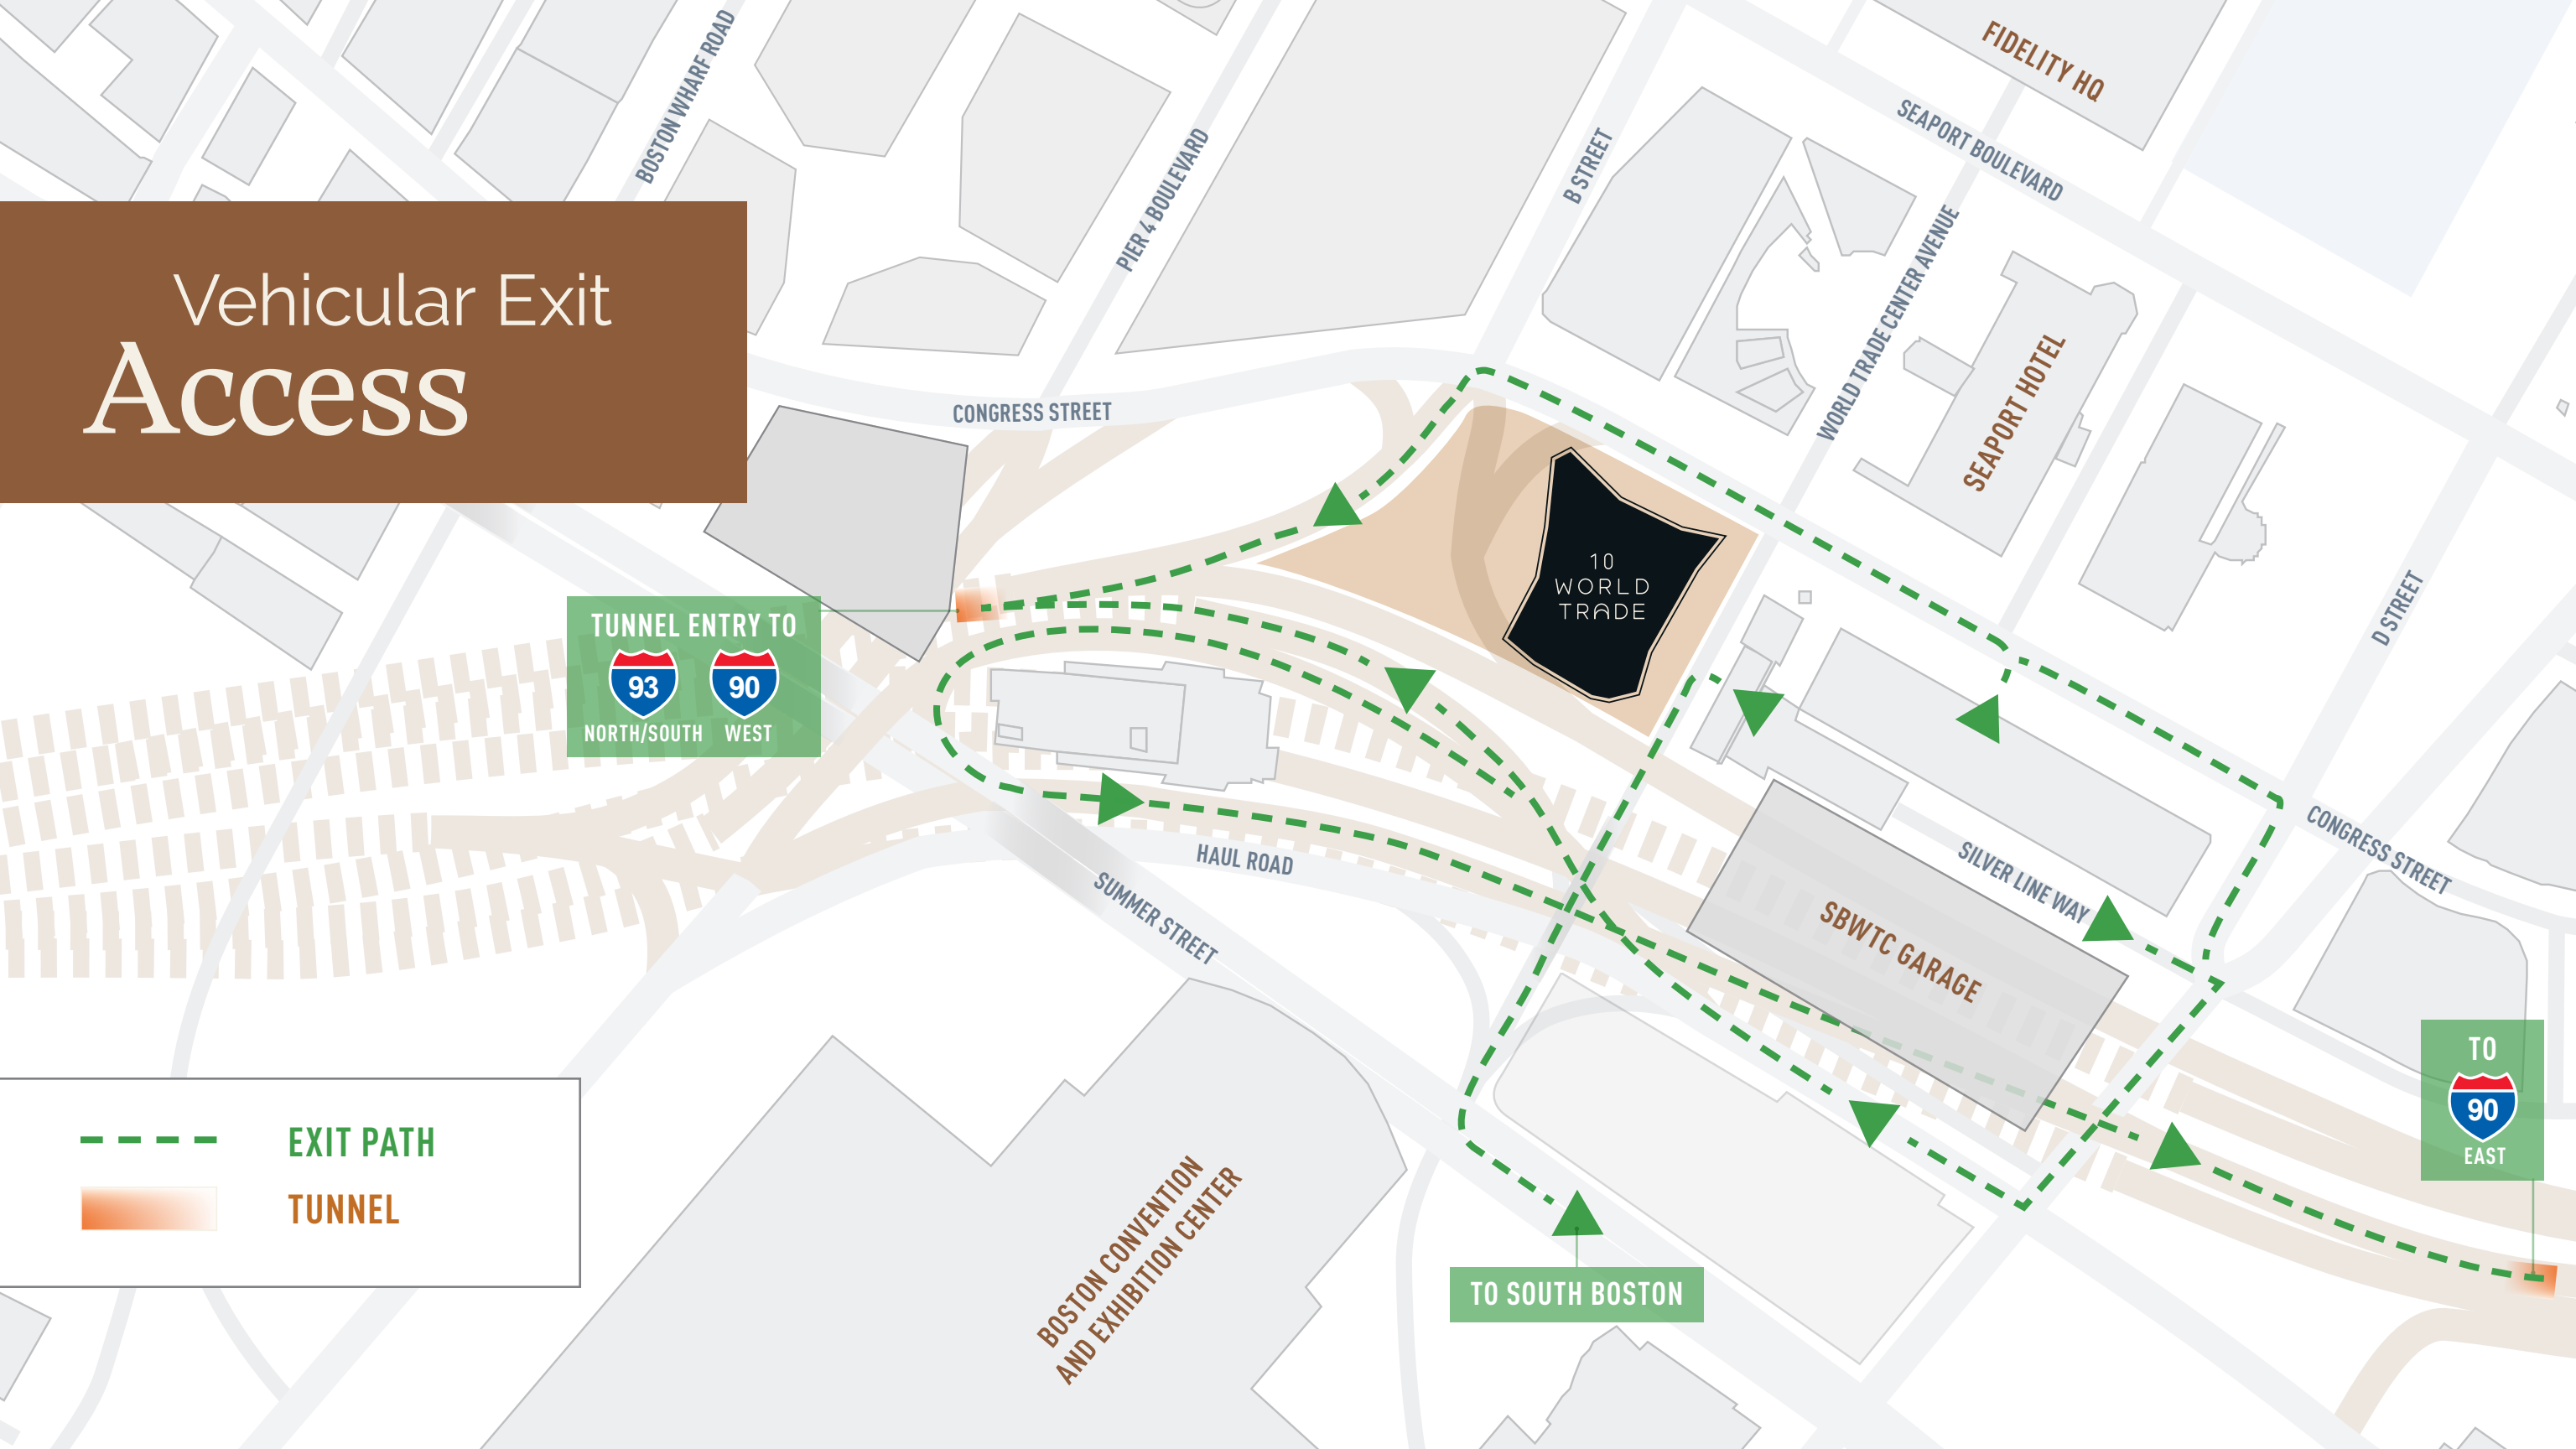 FIDELITY HQ
BOSTON WHARF ROAD
SEAPORT BOULEVARD
PIER 4 BOULEVARD
B STREET
WORLD TRADE CENTER AVENUE
Vehicular Exit
Access
SEAPORT HOTEL
CONGRESS STREET
10
WORLD
TRADE
D STREET
TUNNEL ENTRY TO
93
90
NORTH/SOUTH
WEST
CONGRESS STREET
HAUL ROAD
SILVER LINE WAY
SUMMER STREET
SBWTC GARAGE
TO
90
EAST
EXIT PATH
TUNNEL
BOSTON CONVENTION
AND EXHIBITION CENTER
TO SOUTH BOSTON